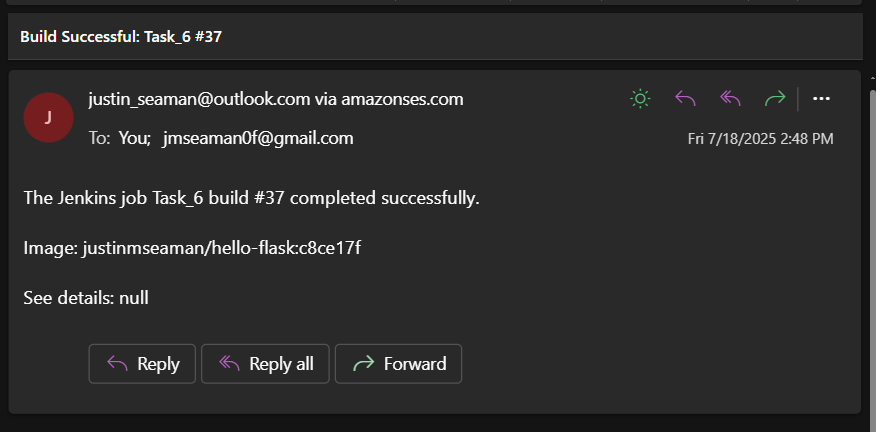 Build Successful: Task_6 #37
justin_seaman@outlook.com via amazonses.com
J
To: You; jmseaman0f@gmail.com
Fri 7/18/2025 2:48 PM
The Jenkins job Task_6 build #37 completed successfully.
Image: justinmseaman/hello-flask:c8ce17f
See details: null
Reply Reply all Forward